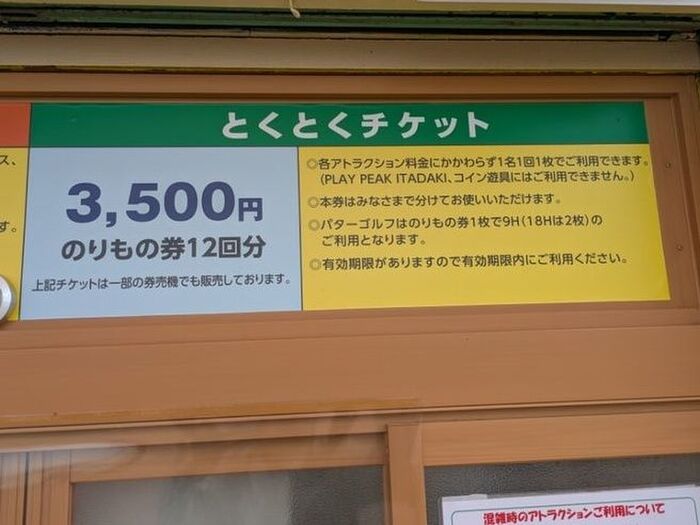 とくとくチケット
ス、
す。
3,500円
のりもの券12回分
上記チケットは一部の券売機でも販売しております。
◎各アトラクション料金にかかわらず1名1回1枚でご利用できます。
(PLAY PEAK ITADAKI、コイン遊具にはご利用できません。)
◎本券はみなさまで分けてお使いいただけます。
◎パターゴルフはのりもの券1枚で9H(18Hは2枚)の
ご利用となります。
◎有効期限がありますので有効期限内にご利用ください。
混雑時のアトラクションご利用について